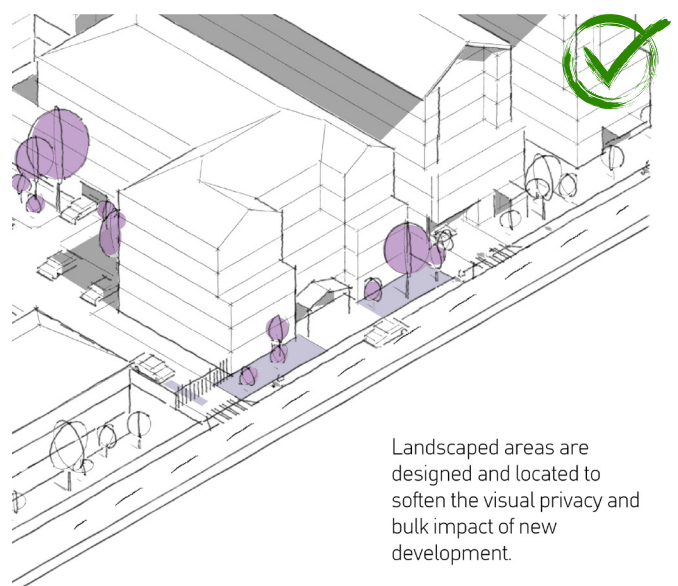 Landscaped areas are
designed and located to
soften the visual privacy and
bulk impact of new
development.